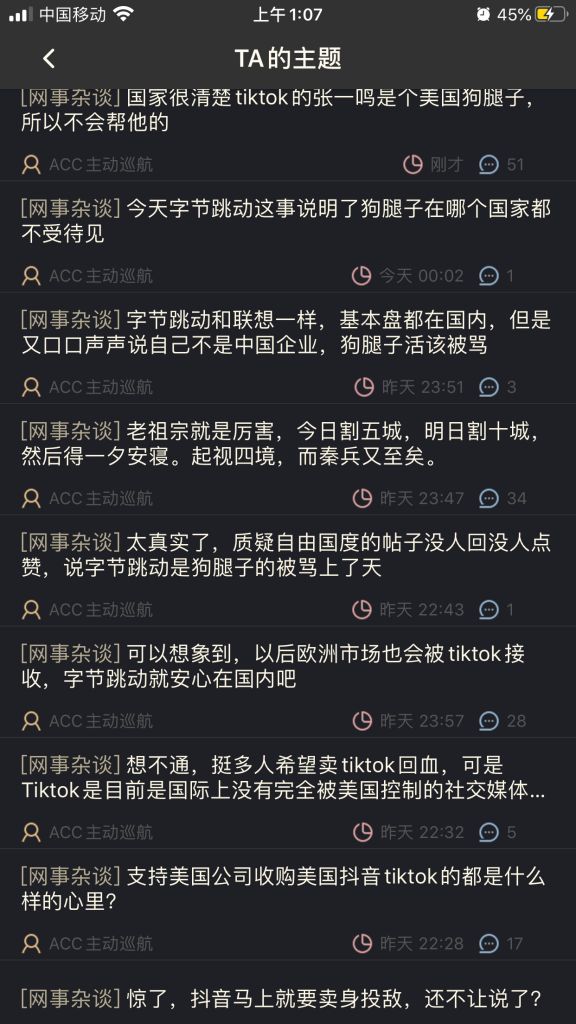 中国移动
上午1:07
45%
TA的主题
[网事杂谈] 国家很清楚tiktok的张一鸣是个美国狗腿子，
所以不会帮他的
ACC主动巡航 刚才 51
[网事杂谈] 今天字节跳动这事说明了狗腿子在哪个国家都
不受待见
ACC主动巡航 今天 00:02 1
[网事杂谈] 字节跳动和联想一样，基本盘都在国内，但是
又口口声声说自己不是中国企业，狗腿子活该被骂
ACC主动巡航 昨天 23:51 3
[网事杂谈] 老祖宗就是厉害，今日割五城，明日割十城，
然后得一夕安寝。起视四境，而秦兵又至矣。
ACC主动巡航 昨天 23:47 34
[网事杂谈] 太真实了，质疑自由国度的帖子没人回没人点
赞，说字节跳动是狗腿子的被骂上了天
ACC主动巡航 昨天 22:43 1
[网事杂谈] 可以想象到，以后欧洲市场也会被tiktok接
收，字节跳动就安心在国内吧
ACC主动巡航 昨天 23:57 28
[网事杂谈] 想不通，挺多人希望卖tiktok回血，可是
Tiktok是目前是国际上没有完全被美国控制的社交媒体...
ACC主动巡航 昨天 22:32 5
[网事杂谈] 支持美国公司收购美国抖音tiktok的都是什么
样的心里?
ACC主动巡航 昨天 22:28 17
[网事杂谈] 惊了，抖音马上就要卖身投敌，还不让说了?